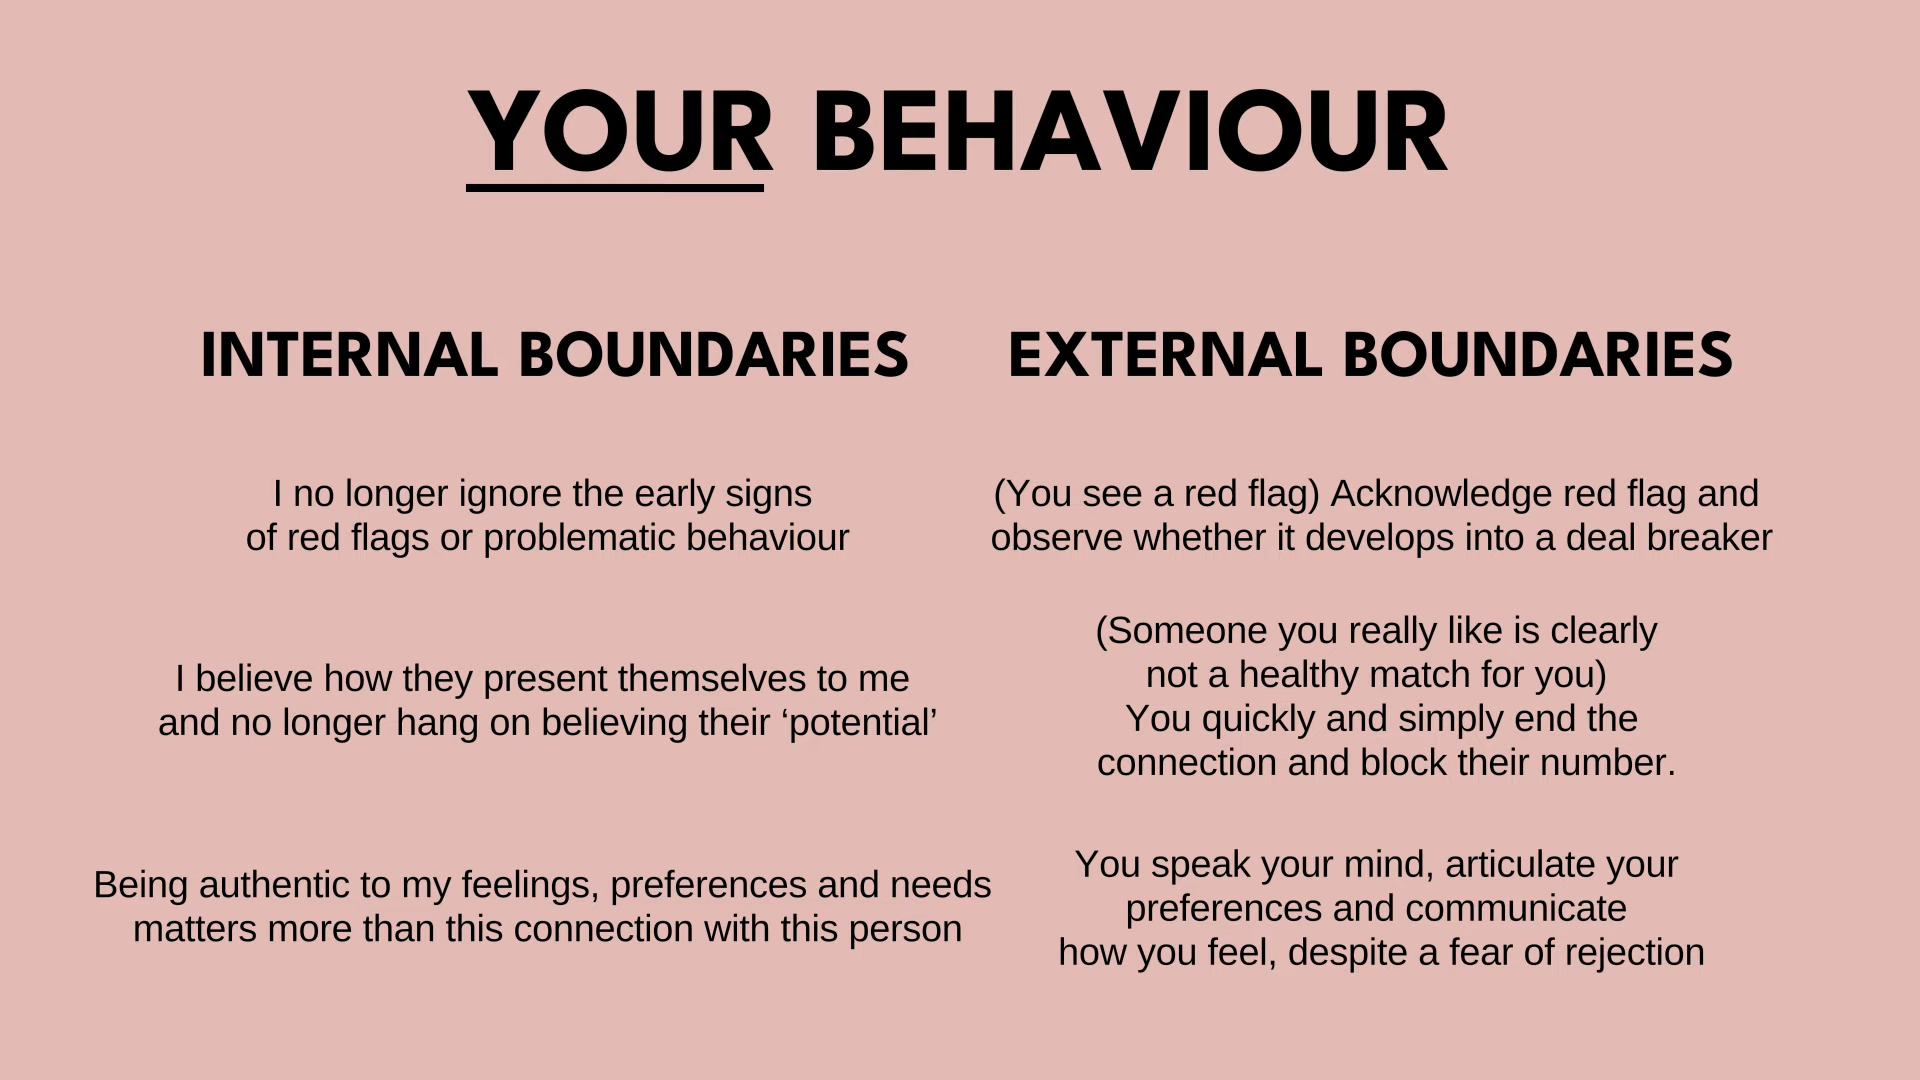 YOUR BEHAVIOUR
INTERNAL BOUNDARIES
I no longer ignore the early signs
of red flags or problematic behaviour
I believe how they present themselves to me
and no longer hang on believing their ‘potential’
Being authentic to my feelings, preferences and needs
matters more than this connection with this person
EXTERNAL BOUNDARIES
(You see a red flag) Acknowledge red flag and
observe whether it develops into a deal breaker
(Someone you really like is clearly
not a healthy match for you)
You quickly and simply end the
connection and block their number.
You speak your mind, articulate your
preferences and communicate
how you feel, despite a fear of rejection